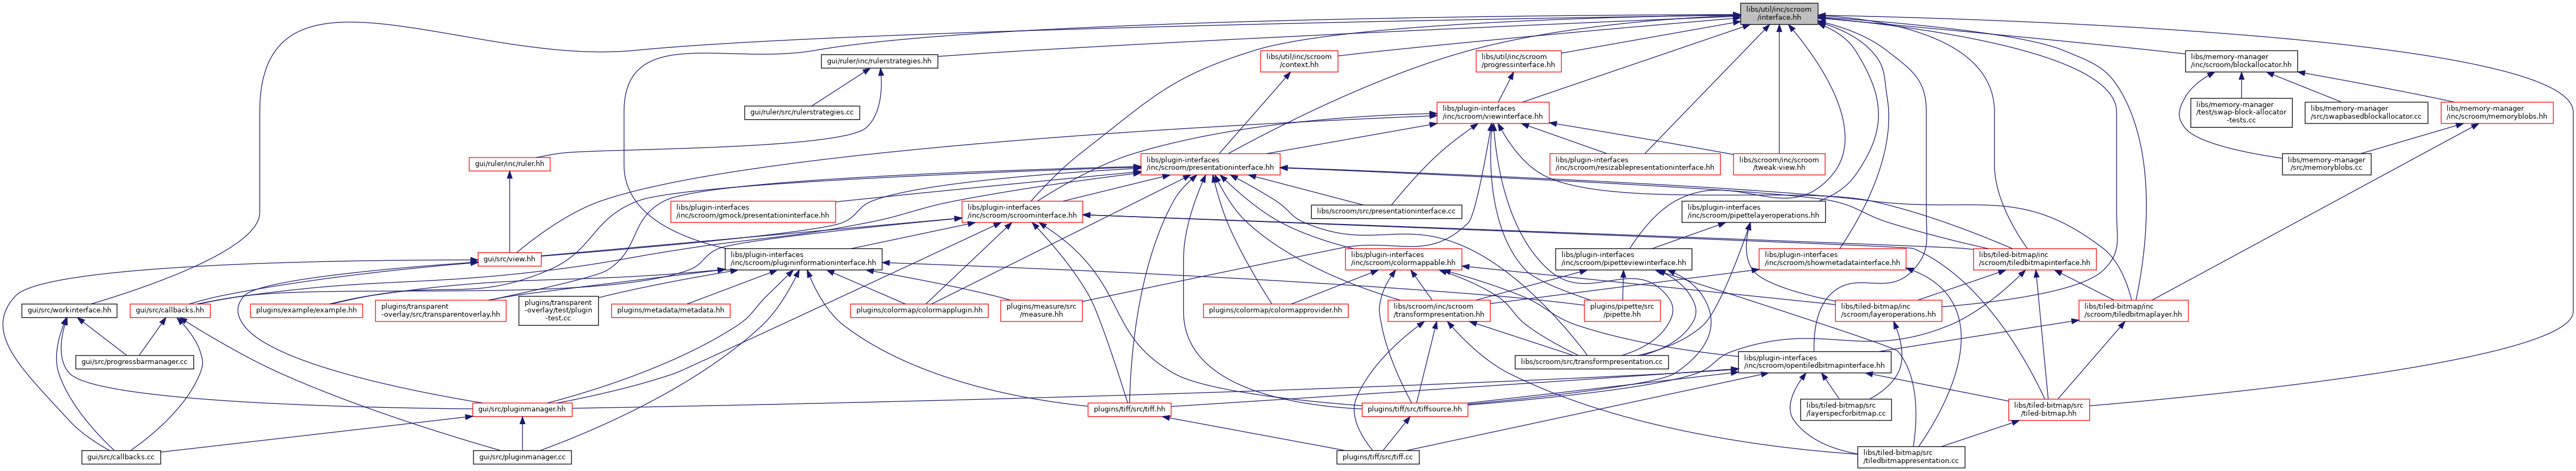 libs/util/inc/scroom
/interface.hh
gui/ruler/inc/rulerstrategies.hh
libs/util/inc/scroom
/context.hh
libs/util/inc/scroom
/progressinterface.hh
libs/memory-manager
/inc/scroom/blockallocator.hh
gui/ruler/src/rulerstrategies.cc
libs/plugin-interfaces
/inc/scroom/viewinterface.hh
libs/memory-manager
/test/swap-block-allocator
-tests.cc
libs/memory-manager
/src/swapbasedblockallocator.cc
libs/memory-manager
/inc/scroom/memoryblobs.hh
gui/ruler/inc/ruler.hh
libs/plugin-interfaces
/inc/scroom/presentationinterface.hh
libs/plugin-interfaces
/inc/scroom/resizablepresentationinterface.hh
libs/scroom/inc/scroom
/tweak-view.hh
libs/memory-manager
/src/memoryblobs.cc
libs/plugin-interfaces
/inc/scroom/gmock/presentationinterface.hh
libs/plugin-interfaces
/inc/scroom/scroominterface.hh
libs/scroom/src/presentationinterface.cc
libs/plugin-interfaces
/inc/scroom/pipettelayeroperations.hh
gui/src/view.hh
libs/plugin-interfaces
/inc/scroom/plugininformationinterface.hh
libs/plugin-interfaces
/inc/scroom/colormappable.hh
libs/plugin-interfaces
/inc/scroom/pipetteviewinterface.hh
libs/plugin-interfaces
/inc/scroom/showmetadatainterface.hh
libs/tiled-bitmap/inc
/scroom/tiledbitmapinterface.hh
gui/src/workinterface.hh
gui/src/callbacks.hh
plugins/example/example.hh
plugins/transparent
-overlay/src/transparentoverlay.hh
plugins/transparent
-overlay/test/plugin
-test.cc
plugins/metadata/metadata.hh
plugins/colormap/colormapplugin.hh
plugins/measure/src
/measure.hh
plugins/colormap/colormapprovider.hh
libs/scroom/inc/scroom
/transformpresentation.hh
plugins/pipette/src
/pipette.hh
libs/tiled-bitmap/inc
/scroom/layeroperations.hh
libs/tiled-bitmap/inc
/scroom/tiledbitmaplayer.hh
gui/src/progressbarmanager.cc
libs/scroom/src/transformpresentation.cc
libs/plugin-interfaces
/inc/scroom/opentiledbitmapinterface.hh
gui/src/pluginmanager.hh
plugins/tiff/src/tiff.hh
plugins/tiff/src/tiffsource.hh
libs/tiled-bitmap/src
/layerspecforbitmap.cc
libs/tiled-bitmap/src
/tiled-bitmap.hh
gui/src/callbacks.cc
gui/src/pluginmanager.cc
plugins/tiff/src/tiff.cc
libs/tiled-bitmap/src
/tiledbitmappresentation.cc